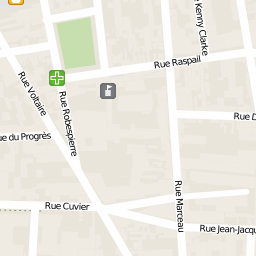 Kenny Clarke
Rue Raspail
Rue Voltaire
Rue Robespierre
Rue D
ue du Progrès
Rue Marceau
Rue Cuvier
Rue Jean-Jacqu